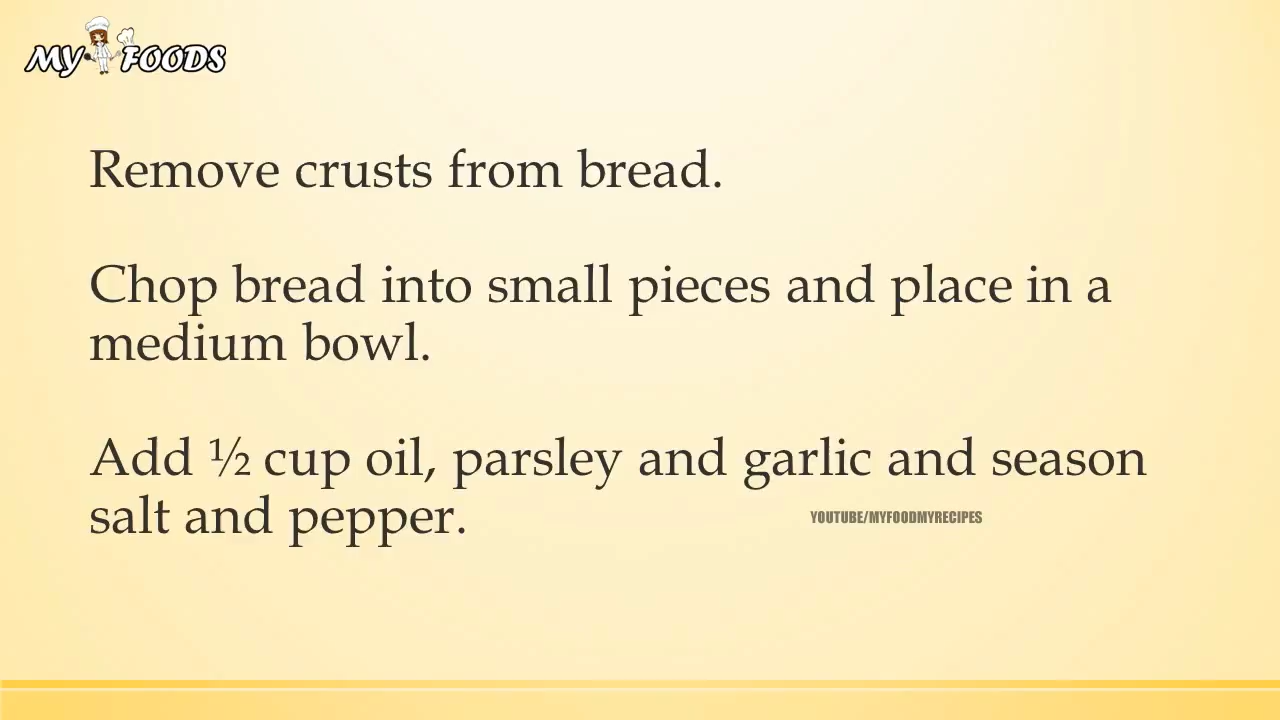 MY FOODS
Remove crusts from bread.
Chop bread into small pieces and place in a
medium bowl.
Add ½ cup oil, parsley and garlic and season
salt and pepper.
YOUTUBE/MYFOODMYRECIPES